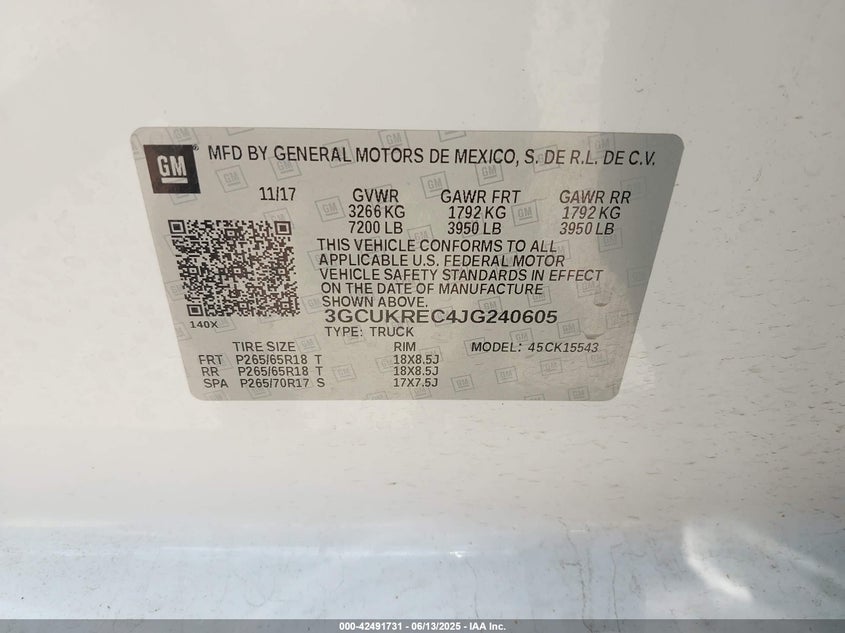 GM
MFD BY GENERAL MOTORS DE MEXICO, S. DE R.L. DE C.V.
11/17 GVWR GAWR FRT GAWR RR
3266 KG 1792 KG 1792 KG
7200 LB 3950 LB 3950 LB
THIS VEHICLE CONFORMS TO ALL
APPLICABLE U.S. FEDERAL MOTOR
VEHICLE SAFETY STANDARDS IN EFFECT
ON THE DATE OF MANUFACTURE
SHOWN ABOVE.
140X 3GCUKREC4JG240605
TYPE: TRUCK
TIRE SIZE RIM MODEL: 45CK15543
FRT P265/65R18 T 18X8.5J
RR P265/65R18 T 18X8.5J
SPA P265/70R17 S 17X7.5J
000-42491731 - 06/13/2025 - IAA Inc.